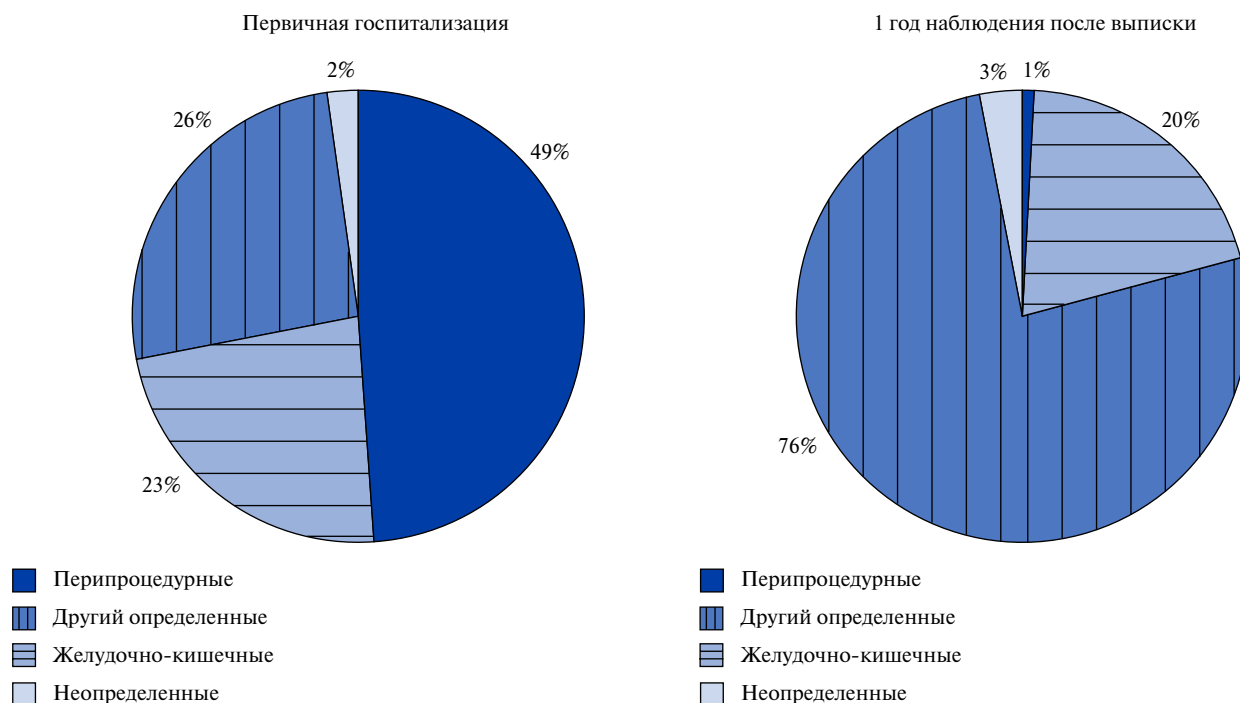 Первичная госпитализация
2%
26%
49%
23%
Перипроцедурные
Другий определенные
Желудочно-кишечные
Неопределенные
1 год наблюдения после выписки
3%
1%
20%
76%
Перипроцедурные
Другий определенные
Желудочно-кишечные
Неопределенные